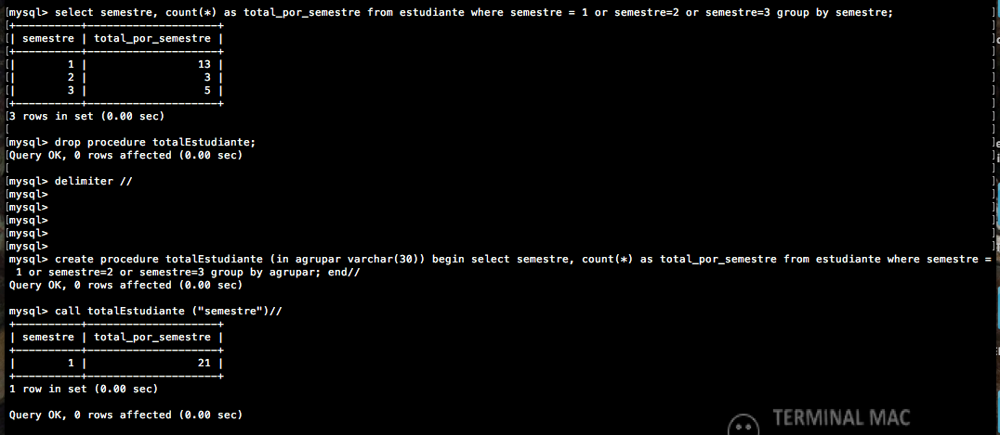 [mysql> select semestre, count(*) as total_por_semestre from estudiante where semestre = 1 or semestre=2 or semestre=3 group by semestre; ]
[+----------+--------------------+ ]
[| semestre | total_por_semestre | ]
[+----------+--------------------+ ]
[|        1 |                 13 | ]
[|        2 |                  3 | ]
[|        3 |                  5 | ]
[+----------+--------------------+ ]
[3 rows in set (0.00 sec) ]
[ ]
[mysql> drop procedure totalEstudiante; ]
[Query OK, 0 rows affected (0.00 sec) ]
[ ]
[mysql> delimiter // ]
[mysql> ]
[mysql> ]
[mysql> ]
[mysql> ]
[mysql> ]
mysql> create procedure totalEstudiante (in agrupar varchar(30)) begin select semestre, count(*) as total_por_semestre from estudiante where semestre =
1 or semestre=2 or semestre=3 group by agrupar; end//
Query OK, 0 rows affected (0.00 sec)
mysql> call totalEstudiante ("semestre")//
+----------+--------------------+
| semestre | total_por_semestre |
+----------+--------------------+
|        1 |                 21 |
+----------+--------------------+
1 row in set (0.00 sec)
Query OK, 0 rows affected (0.00 sec)
TERMINAL MAC